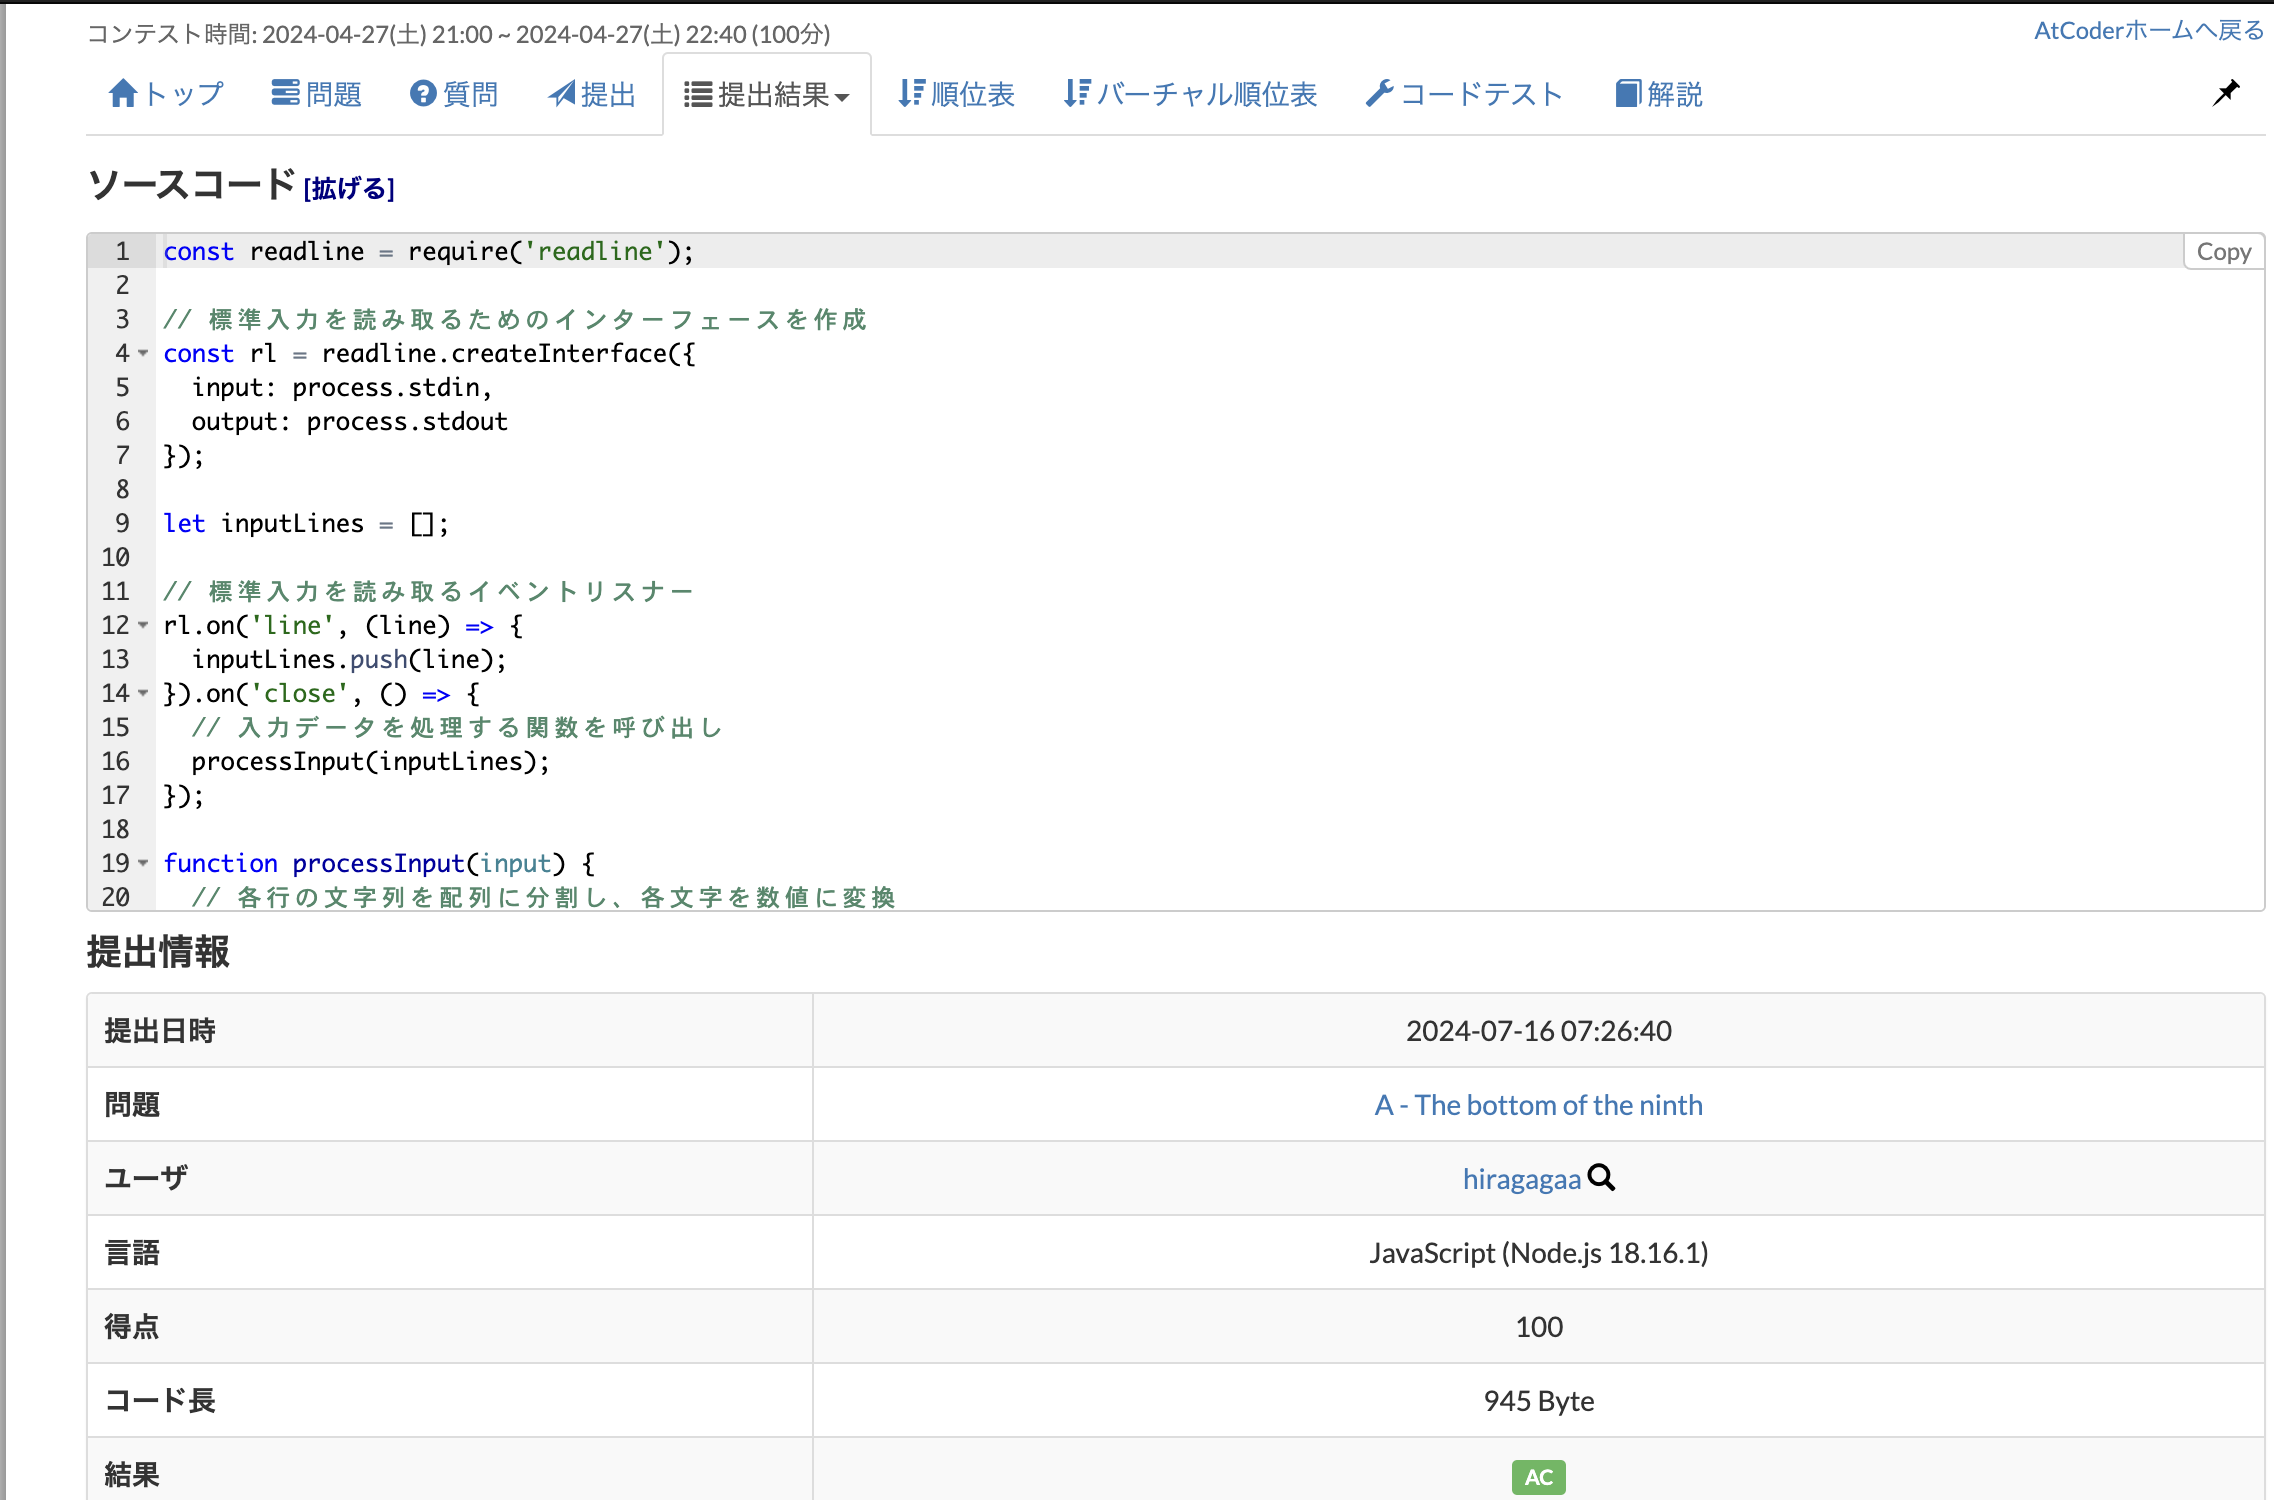 コンテスト時間: 2024-04-27(土) 21:00 ~ 2024-04-27(土) 22:40 (100分)
AtCoderホームへ戻る
トップ 問題 質問 提出 提出結果 順位表 バーチャル順位表 コードテスト 解説
ソースコード [拡げる]
Copy
1 const readline = require('readline');
2
3 // 標準入力を読み取るためのインターフェースを作成
4 const rl = readline.createInterface({
5   input: process.stdin,
6   output: process.stdout
7 });
8
9 let inputLines = [];
10
11 // 標準入力を読み取るイベントリスナー
12 rl.on('line', (line) => {
13   inputLines.push(line);
14 }).on('close', () => {
15   // 入力データを処理する関数を呼び出し
16   processInput(inputLines);
17 });
18
19 function processInput(input) {
20   // 各行の文字列を配列に分割し、各文字を数値に変換
提出情報
提出日時 2024-07-16 07:26:40
問題 A - The bottom of the ninth
ユーザ hiragagaa
言語 JavaScript (Node.js 18.16.1)
得点 100
コード長 945 Byte
結果 AC